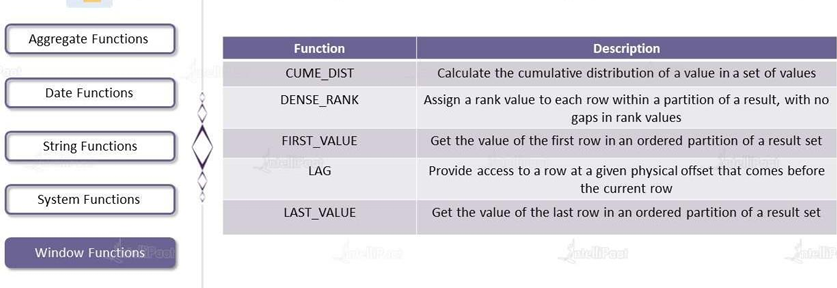 Aggregate Functions
Date Functions
String Functions
System Functions
Window Functions
Function Description
CUME_DIST Calculate the cumulative distribution of a value in a set of values
DENSE_RANK Assign a rank value to each row within a partition of a result, with no
gaps in rank values
FIRST_VALUE Get the value of the first row in an ordered partition of a result set
LAG Provide access to a row at a given physical offset that comes before
the current row
LAST_VALUE Get the value of the last row in an ordered partition of a result set